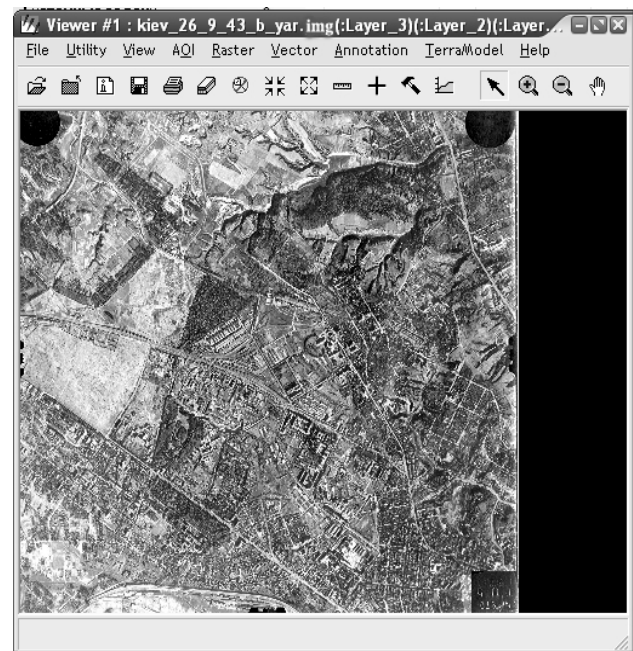 Viewer #1 : kiev_26_9_43_b_yar.img(:Layer_3)(:Layer_2)(:Layer...
File Utility View AOI Raster Vector Annotation TerraModel Help